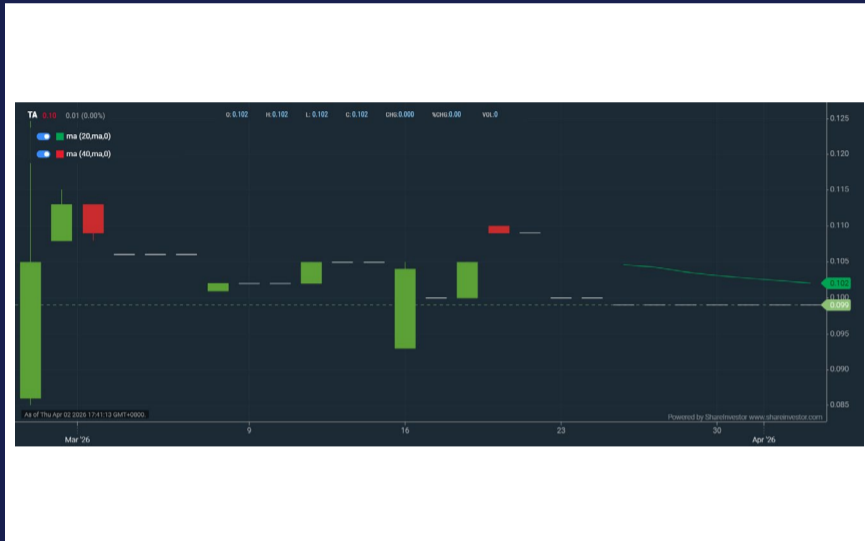 TA 0.10 0.01 (0.00%) O: 0.102 H: 0.102 L: 0.102 C: 0.102 CHG: 0.000 %CHG: 0.00 VOL: 0
ma (20,ma,0)
ma (40,ma,0)
0.125
0.120
0.115
0.110
0.105
0.102
0.100
0.099
0.095
0.090
0.085
As of Thu Apr 02 2026 17:41:13 GMT+0800.
Powered by ShareInvestor www.shareinvestor.com
9 16 23 30
Mar '26 Apr '26